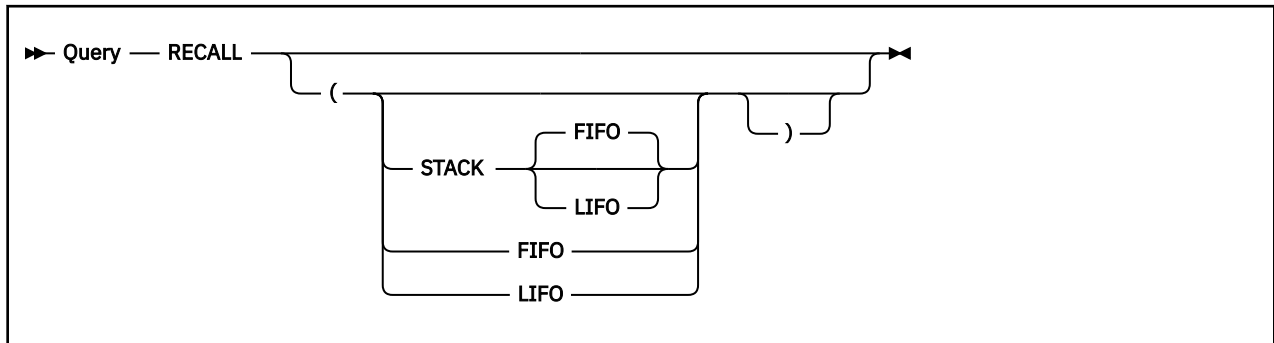 Query RECALL
(
FIFO
)
STACK
LIFO
FIFO
LIFO